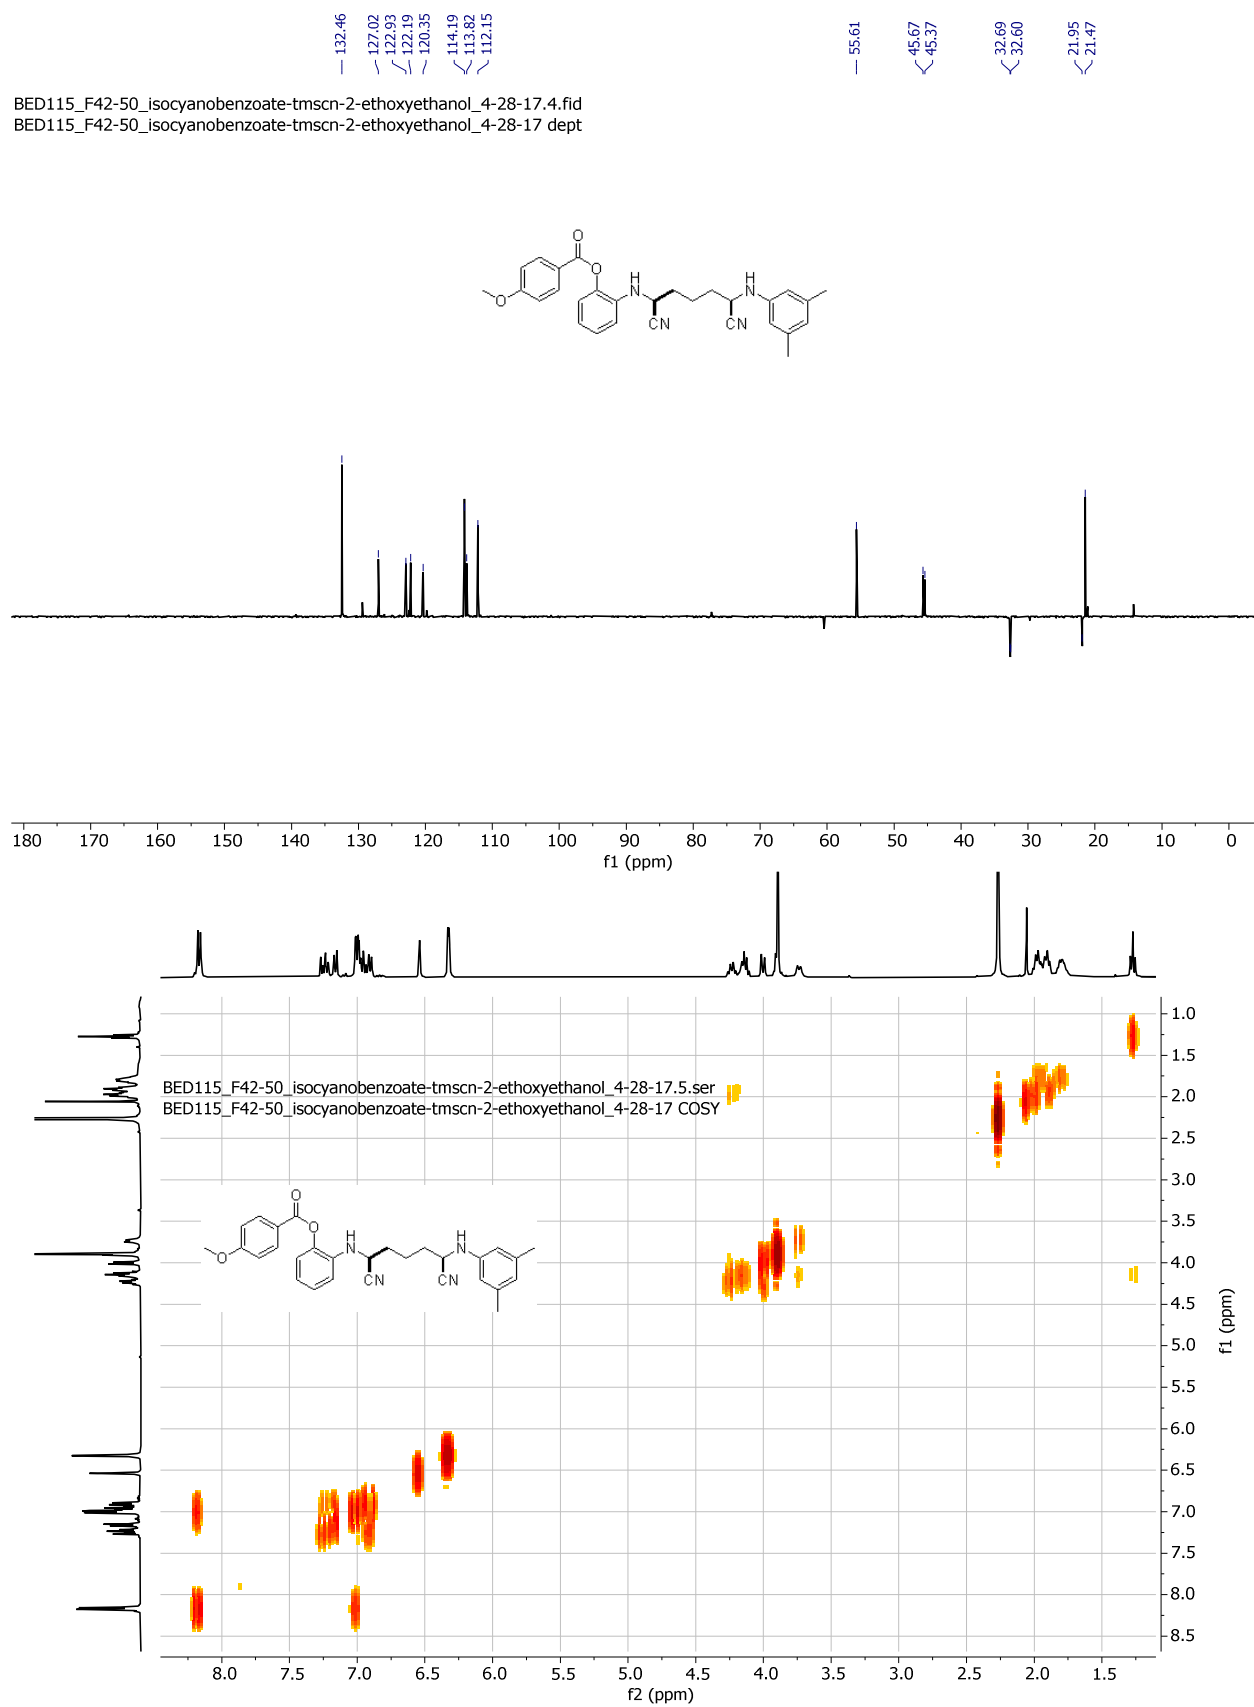 132.46
127.02
122.93
122.19
120.35
114.19
113.82
112.15
55.61
45.67
45.37
32.69
32.60
21.95
21.47
BED115_F42-50_isocyanobenzoate-tmscn-2-ethoxyethanol_4-28-17.4.fid
BED115_F42-50_isocyanobenzoate-tmscn-2-ethoxyethanol_4-28-17 dept
O
O
O
H
N
CN
CN
H
N
180 170 160 150 140 130 120 110 100 90 80 70 60 50 40 30 20 10 0
f1 (ppm)
BED115_F42-50_isocyanobenzoate-tmscn-2-ethoxyethanol_4-28-17.5.ser
BED115_F42-50_isocyanobenzoate-tmscn-2-ethoxyethanol_4-28-17 COSY
O
O
O
H
N
CN
CN
H
N
1.0
1.5
2.0
2.5
3.0
3.5
4.0
4.5
5.0
5.5
6.0
6.5
7.0
7.5
8.0
8.5
f1 (ppm)
8.0 7.5 7.0 6.5 6.0 5.5 5.0 4.5 4.0 3.5 3.0 2.5 2.0 1.5
f2 (ppm)